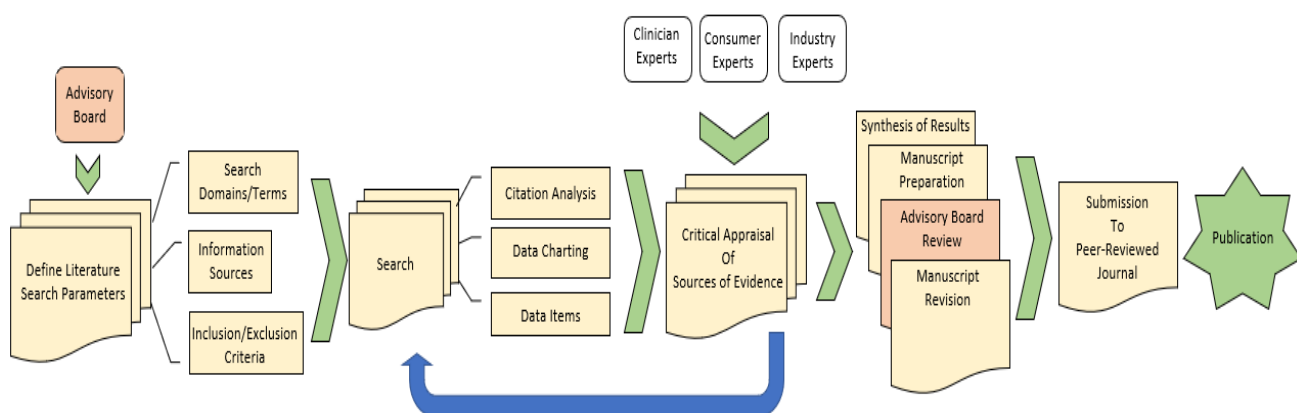 Advisory
Board
Define Literature
Search Parameters
Search
Domains/Terms
Information
Sources
Inclusion/Exclusion
Criteria
Search
Citation Analysis
Data Charting
Data Items
Clinician
Experts
Consumer
Experts
Industry
Experts
Critical Appraisal
Of
Sources of Evidence
Synthesis of Results
Manuscript
Preparation
Advisory Board
Review
Manuscript
Revision
Submission
To
Peer-Reviewed
Journal
Publication